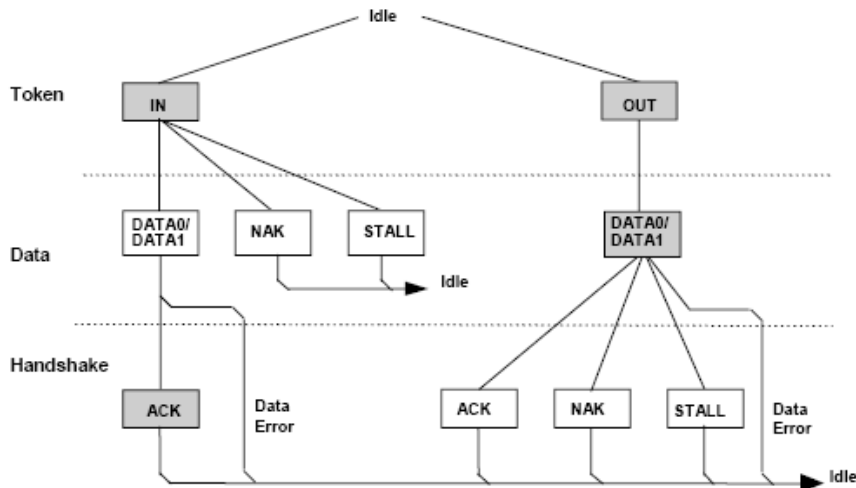 Idle
Token
IN
OUT
DATA0/
DATA1
NAK
STALL
DATA0/
DATA1
Data
Idle
Handshake
ACK
Data
Error
ACK
NAK
STALL
Data
Error
Idle